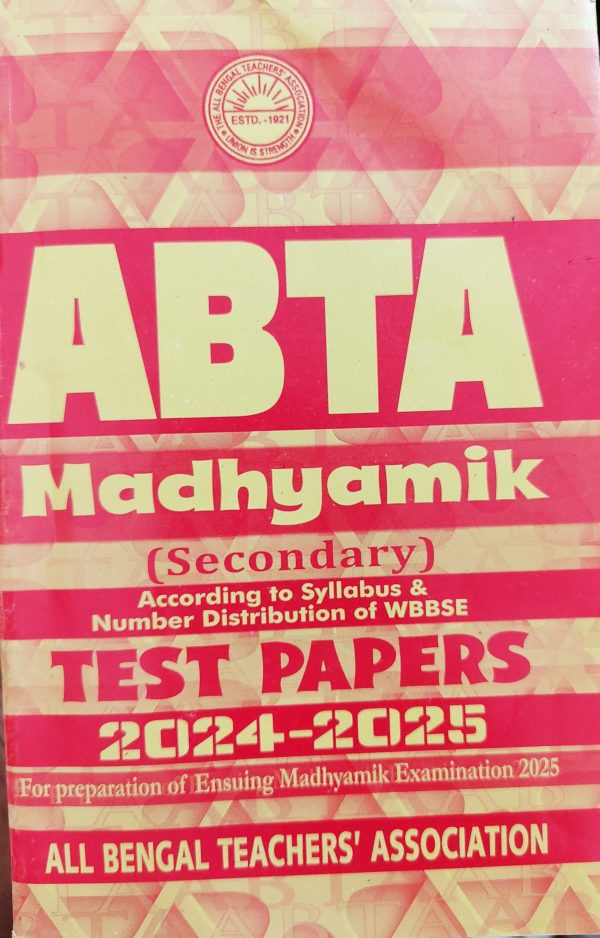 THE ALL BENGAL TEACHERS' ASSOCIATION
ESTD. -1921
UNION IS STRENGTH
ABTA
Madhyamik
(Secondary)
According to Syllabus &
Number Distribution of WBBSE
TEST PAPERS
2024-2025
For preparation of Ensuing Madhyamik Examination 2025
ALL BENGAL TEACHERS' ASSOCIATION